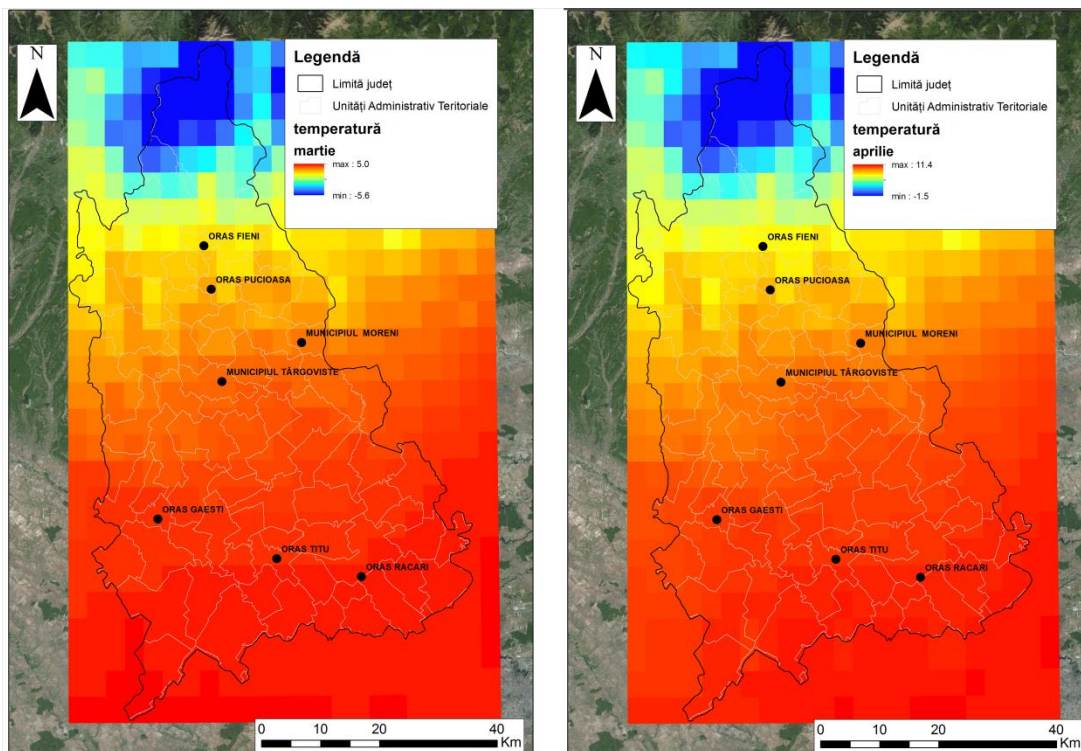 N
Legendă
Limită județ
Unități Administrativ Teritoriale
temperatură
martie
max : 5.0
min : -5.6
ORAS FIENI
ORAS PUCIOASA
MUNICIPIUL MORENI
MUNICIPIUL TÂRGOVISTE
ORAS GAESTI
ORAS TITU
ORAS RACARI
0 10 20 40
Km
N
Legendă
Limită județ
Unități Administrativ Teritoriale
temperatură
aprilie
max : 11.4
min : -1.5
ORAS FIENI
ORAS PUCIOASA
MUNICIPIUL MORENI
MUNICIPIUL TÂRGOVISTE
ORAS GAESTI
ORAS TITU
ORAS RACARI
0 10 20 40
Km